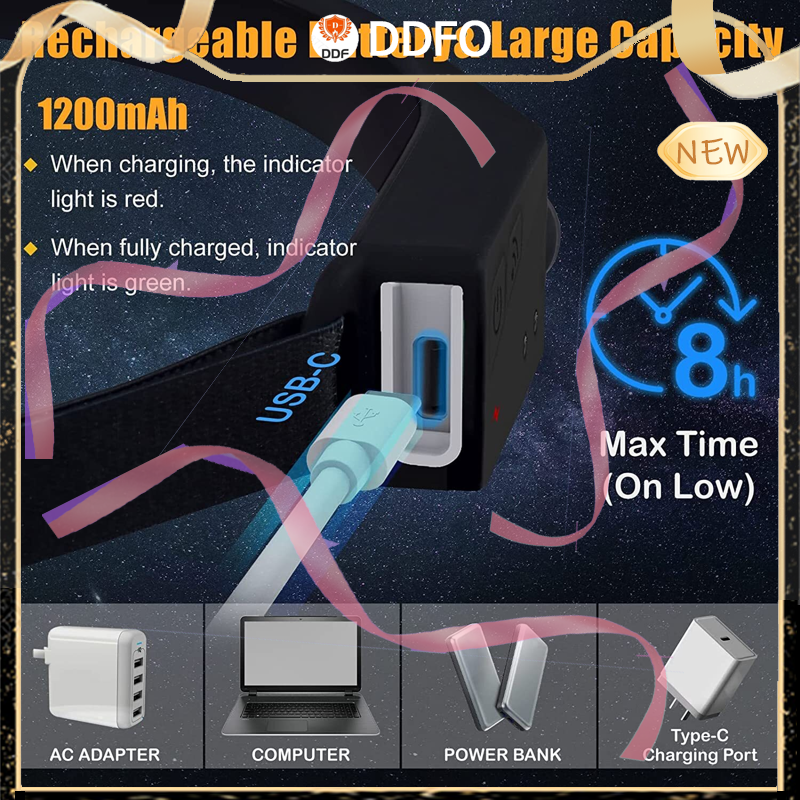 Rechargeable Battery& Large Capacity
DDF
DDFO
1200mAh
NEW
When charging, the indicator
light is red.
When fully charged, indicator
light is green.
USB-C
8h
Max Time
(On Low)
AC ADAPTER
COMPUTER
POWER BANK
Type-C
Charging Port